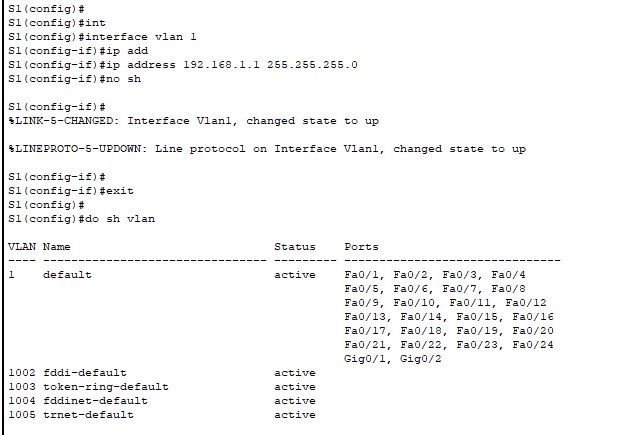 S1(config)#
S1(config)#int
S1(config)#interface vlan 1
S1(config-if)#ip add
S1(config-if)#ip address 192.168.1.1 255.255.255.0
S1(config-if)#no sh
S1(config-if)#
%LINK-5-CHANGED: Interface Vlan1, changed state to up
%LINEPROTO-5-UPDOWN: Line protocol on Interface Vlan1, changed state to up
S1(config-if)#
S1(config-if)#exit
S1(config)#
S1(config)#do sh vlan
VLAN Name                             Status    Ports
---- -------------------------------- --------- -------------------------------
1    default                          active    Fa0/1, Fa0/2, Fa0/3, Fa0/4
                                                Fa0/5, Fa0/6, Fa0/7, Fa0/8
                                                Fa0/9, Fa0/10, Fa0/11, Fa0/12
                                                Fa0/13, Fa0/14, Fa0/15, Fa0/16
                                                Fa0/17, Fa0/18, Fa0/19, Fa0/20
                                                Fa0/21, Fa0/22, Fa0/23, Fa0/24
                                                Gig0/1, Gig0/2
1002 fddi-default                     active
1003 token-ring-default               active
1004 fddinet-default                  active
1005 trnet-default                    active